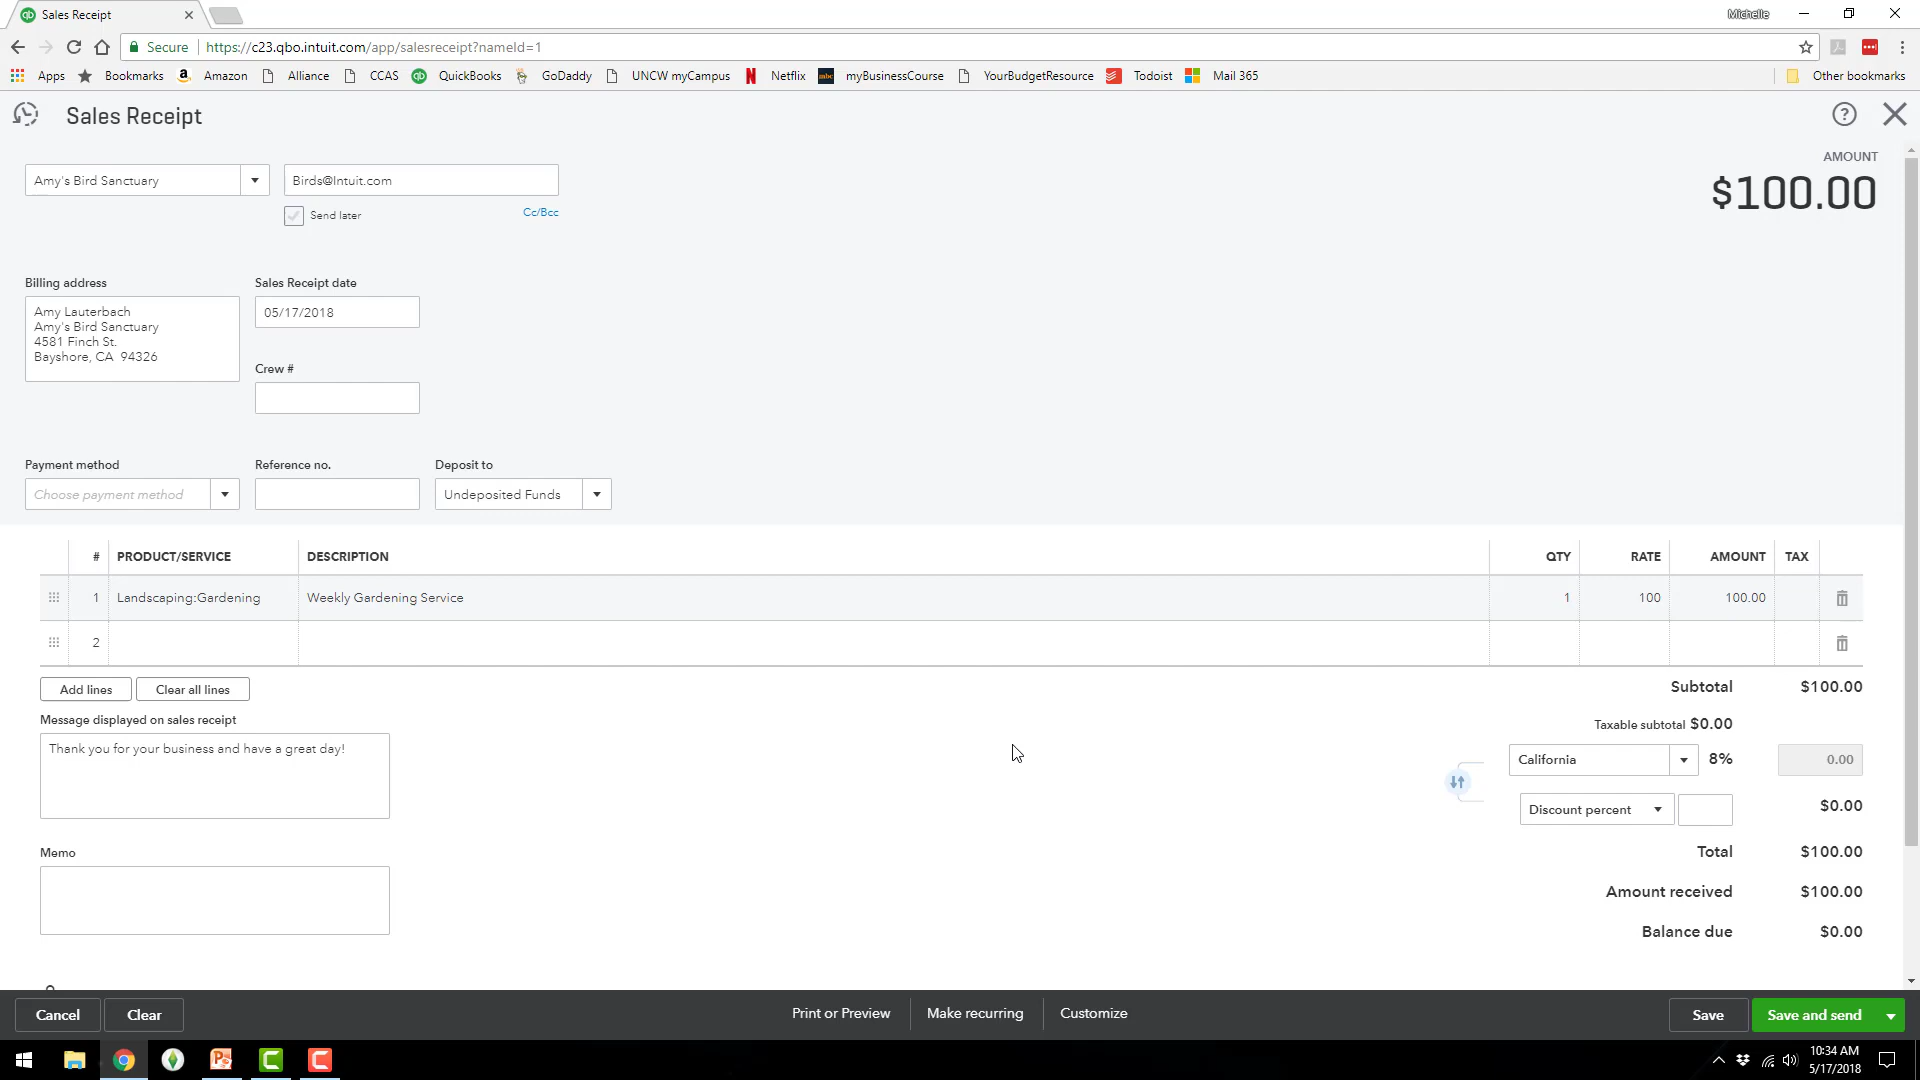 Sales Receipt
Michelle
Secure https://c23.qbo.intuit.com/app/salesreceipt?nameId=1
Apps Bookmarks Amazon Alliance CCAS QuickBooks GoDaddy UNCW myCampus Netflix myBusinessCourse YourBudgetResource Todoist Mail 365 Other bookmarks
Sales Receipt
AMOUNT
$100.00
Amy's Bird Sanctuary Birds@Intuit.com
Send later Cc/Bcc
Billing address Sales Receipt date
Amy Lauterbach
Amy's Bird Sanctuary
4581 Finch St.
Bayshore, CA 94326
05/17/2018
Crew #
Payment method Reference no. Deposit to
Choose payment method Undeposited Funds
# PRODUCT/SERVICE DESCRIPTION QTY RATE AMOUNT TAX
1 Landscaping:Gardening Weekly Gardening Service 1 100 100.00
2
Add lines Clear all lines
Subtotal $100.00
Message displayed on sales receipt
Thank you for your business and have a great day!
Taxable subtotal $0.00
California 8% 0.00
Discount percent $0.00
Memo
Total $100.00
Amount received $100.00
Balance due $0.00
Cancel Clear Print or Preview Make recurring Customize Save Save and send
10:34 AM
5/17/2018